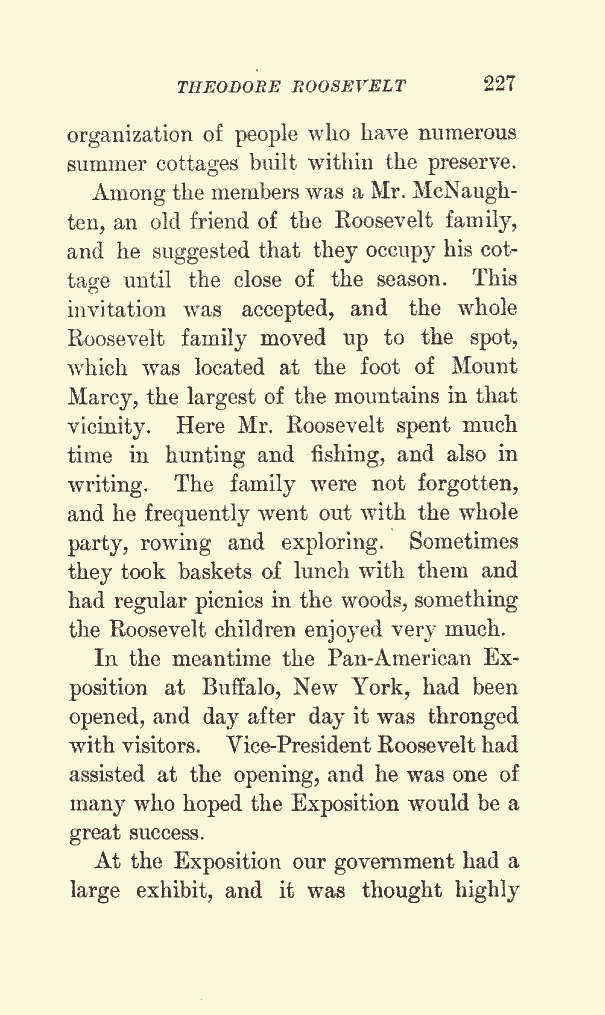 THEODORE ROOSEVELT 227
organization of people who have numerous
summer cottages built within the preserve.
Among the members was a Mr. McNaugh-
ten, an old friend of the Roosevelt family,
and he suggested that they occupy his cot-
tage until the close of the season. This
invitation was accepted, and the whole
Roosevelt family moved up to the spot,
which was located at the foot of Mount
Marcy, the largest of the mountains in that
vicinity. Here Mr. Roosevelt spent much
time in hunting and fishing, and also in
writing. The family were not forgotten,
and he frequently went out with the whole
party, rowing and exploring. Sometimes
they took baskets of lunch with them and
had regular picnics in the woods, something
the Roosevelt children enjoyed very much.
In the meantime the Pan-American Ex-
position at Buffalo, New York, had been
opened, and day after day it was thronged
with visitors. Vice-President Roosevelt had
assisted at the opening, and he was one of
many who hoped the Exposition would be a
great success.
At the Exposition our government had a
large exhibit, and it was thought highly